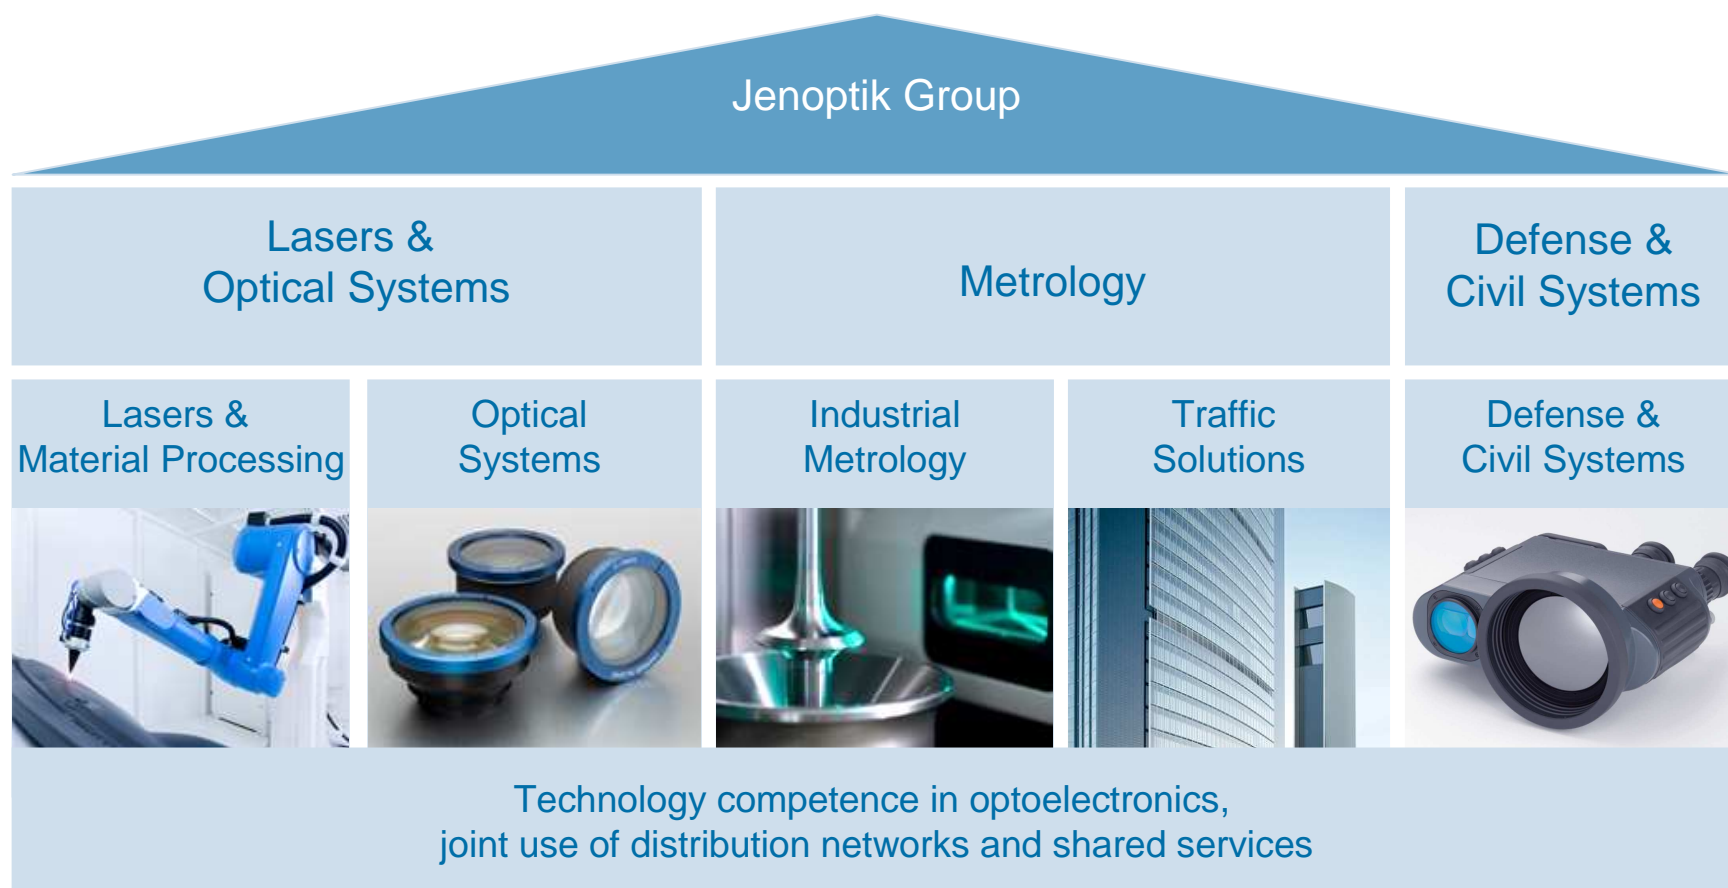 Jenoptik Group
Lasers &
Optical Systems
Metrology
Defense &
Civil Systems
Lasers &
Material Processing
Optical
Systems
Industrial
Metrology
Traffic
Solutions
Defense &
Civil Systems
Technology competence in optoelectronics,
joint use of distribution networks and shared services